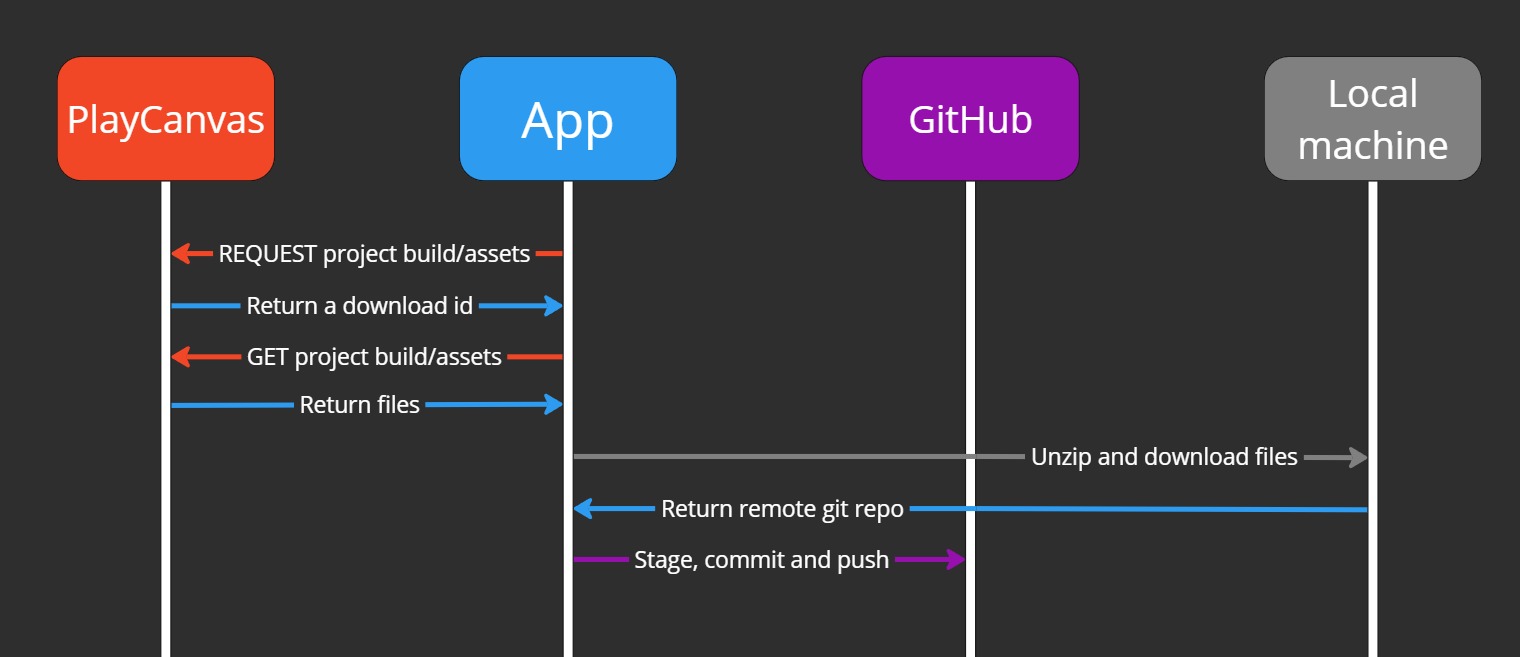 PlayCanvas
App
GitHub
Local
machine
REQUEST project build/assets
Return a download id
GET project build/assets
Return files
Unzip and download files
Return remote git repo
Stage, commit and push